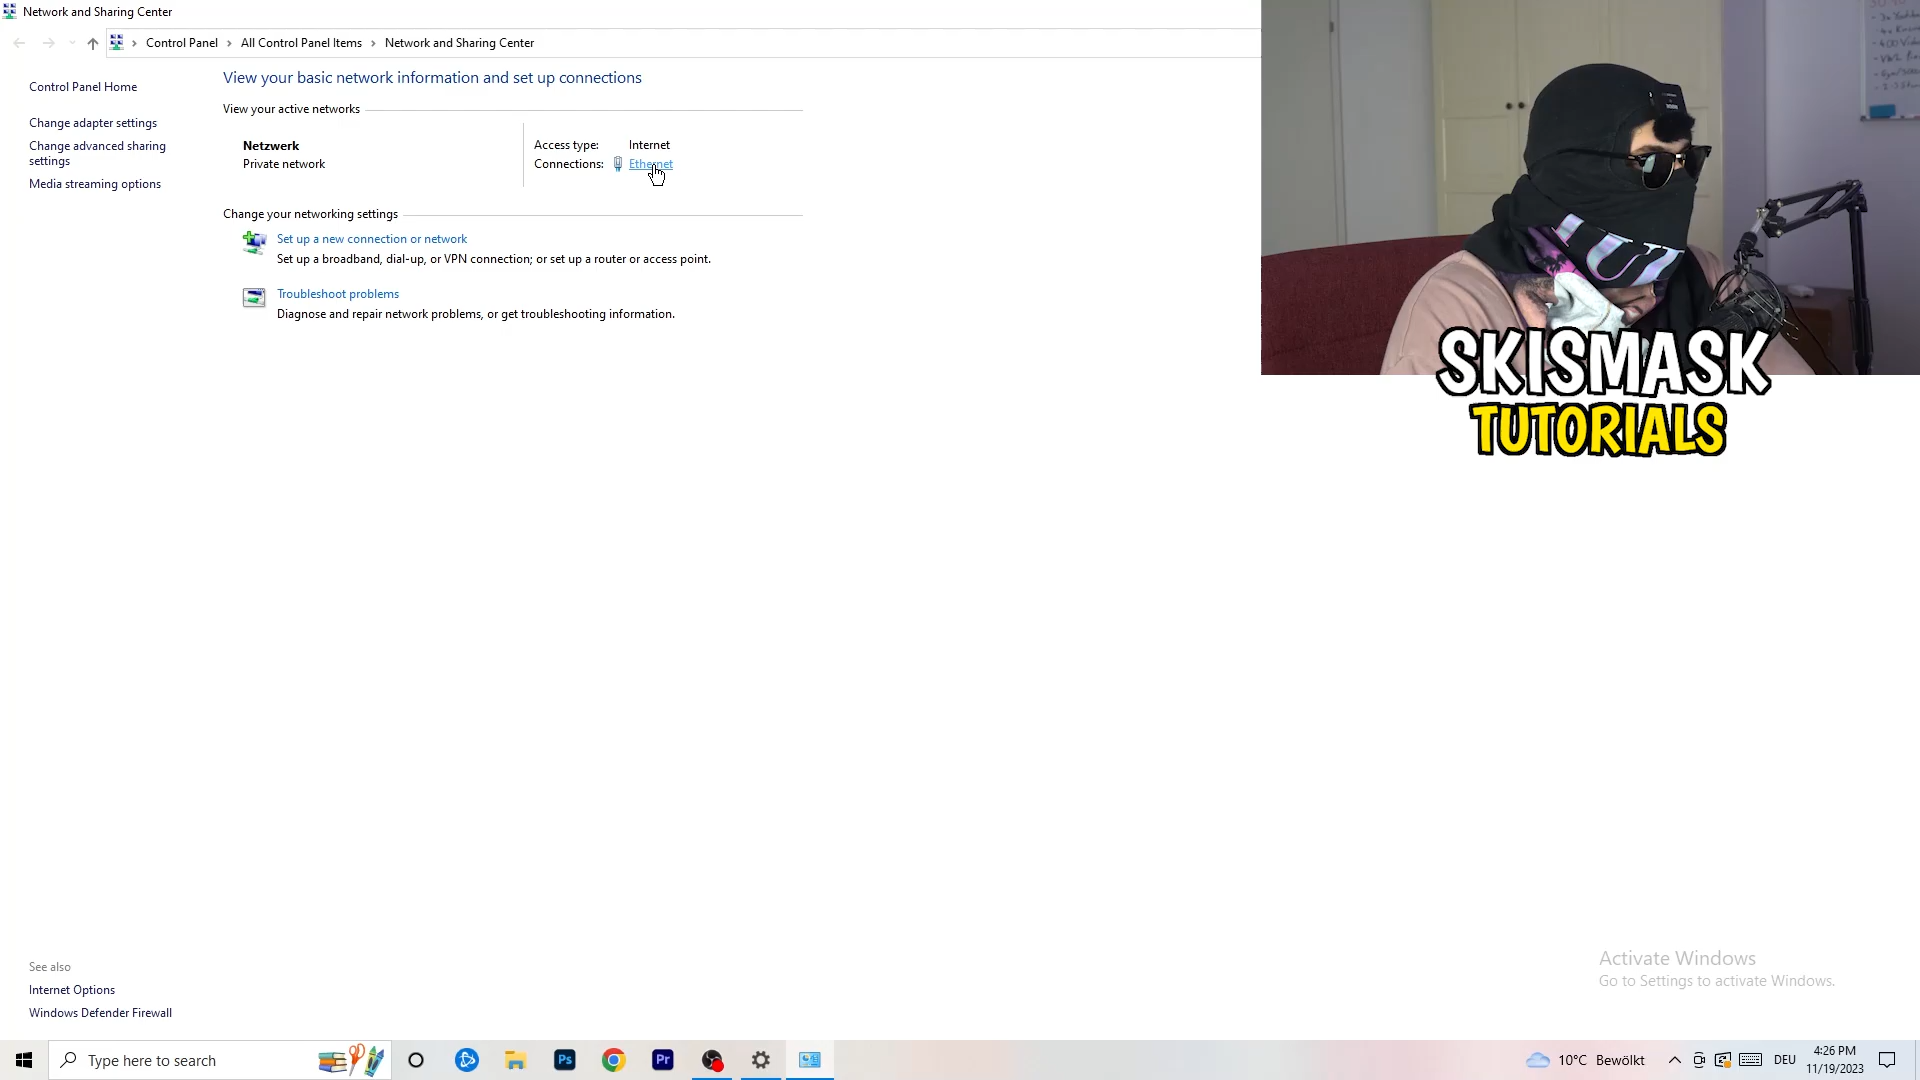 Network and Sharing Center
Control Panel
All Control Panel Items
Network and Sharing Center
Control Panel Home
Change adapter settings
Change advanced sharing
settings
Media streaming options
View your basic network information and set up connections
View your active networks
Netzwerk
Private network
Access type:
Internet
Connections:
Ethernet
Change your networking settings
Set up a new connection or network
Set up a broadband, dial-up, or VPN connection; or set up a router or access point.
Troubleshoot problems
Diagnose and repair network problems, or get troubleshooting information.
SKISMASK
TUTORIALS
Activate Windows
Go to Settings to activate Windows.
See also
Internet Options
Windows Defender Firewall
Type here to search
Ps
Pr
10°C Bewölkt
DEU
4:26 PM
11/19/2023